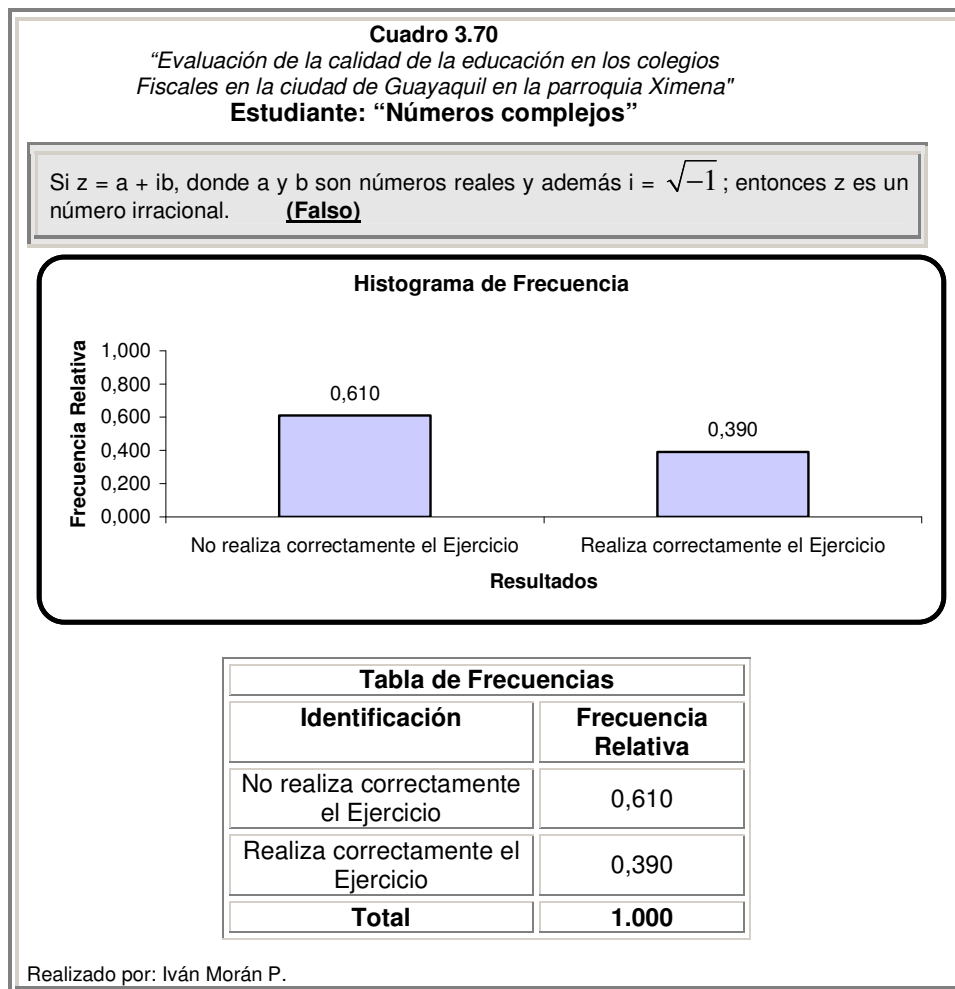 Cuadro 3.70
“Evaluación de la calidad de la educación en los colegios
Fiscales en la ciudad de Guayaquil en la parroquia Ximena"
Estudiante: “Números complejos”
Si z = a + ib, donde a y b son números reales y además i = √−1 ; entonces z es un
número irracional. (Falso)
Histograma de Frecuencia
Frecuencia Relativa
1,000
0,800
0,600
0,400
0,200
0,000
0,610
0,390
No realiza correctamente el Ejercicio
Realiza correctamente el Ejercicio
Resultados
Tabla de Frecuencias
Identificación
Frecuencia
Relativa
No realiza correctamente
el Ejercicio
0,610
Realiza correctamente el
Ejercicio
0,390
Total
1.000
Realizado por: Iván Morán P.